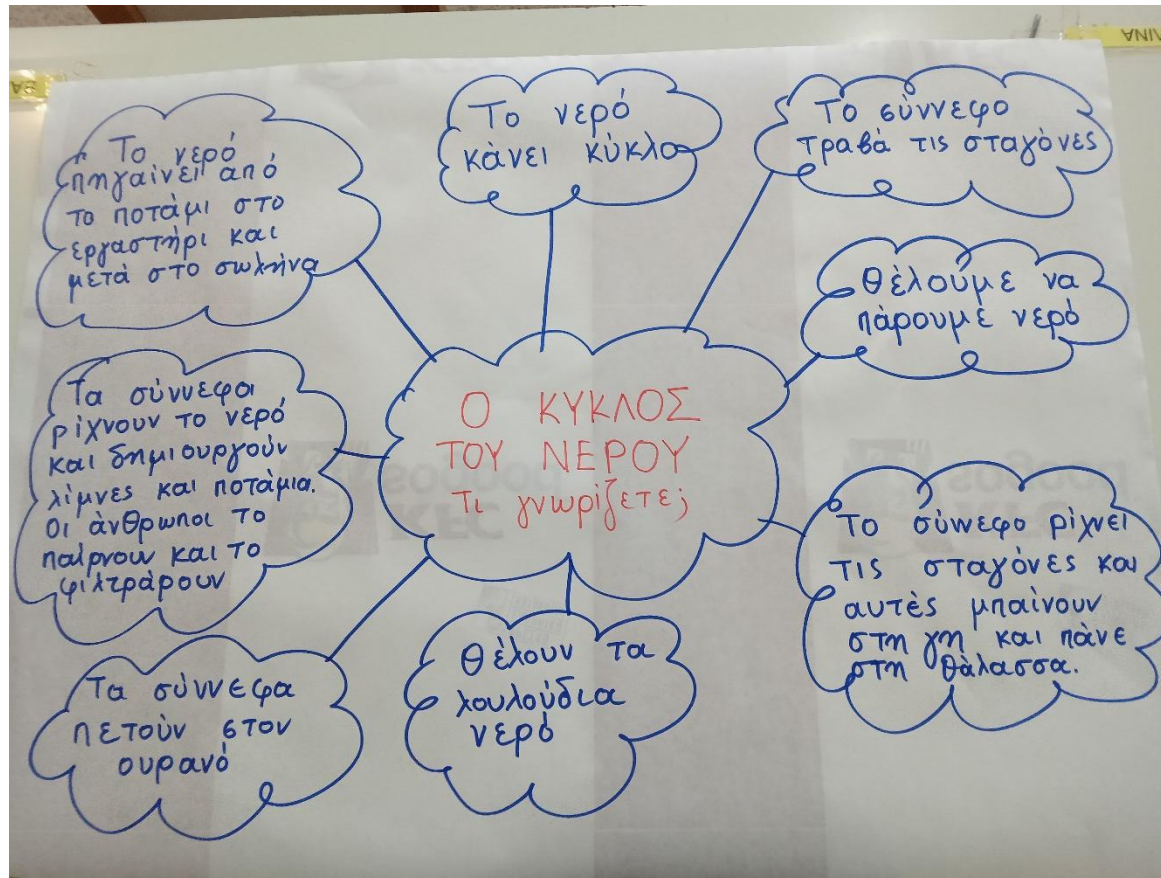 Το νερό
πηγαίνει από
το ποτάμι στο
εργαστήρι και
μετά στο σωλήνα
Το νερό
κάνει κύκλο
Το σύννεφο
τραβά τις σταγόνες
Θέλουμε να
πάρουμε νερό
Τα σύννεφα
ρίχνουν το νερό
και δημιουργούν
λίμνες και ποτάμια.
Οι άνθρωποι το
παίρνουν και το
φιλτράρουν
Ο ΚΥΚΛΟΣ
ΤΟΥ ΝΕΡΟΥ
Τι γνωρίζετε;
Το σύννεφο ρίχνει
τις σταγόνες και
αυτές μπαίνουν
στη γη και πάνε
στη θάλασσα.
Τα σύννεφα
πετούν στον
ουρανό
Θέλουν τα
λουλούδια
νερό